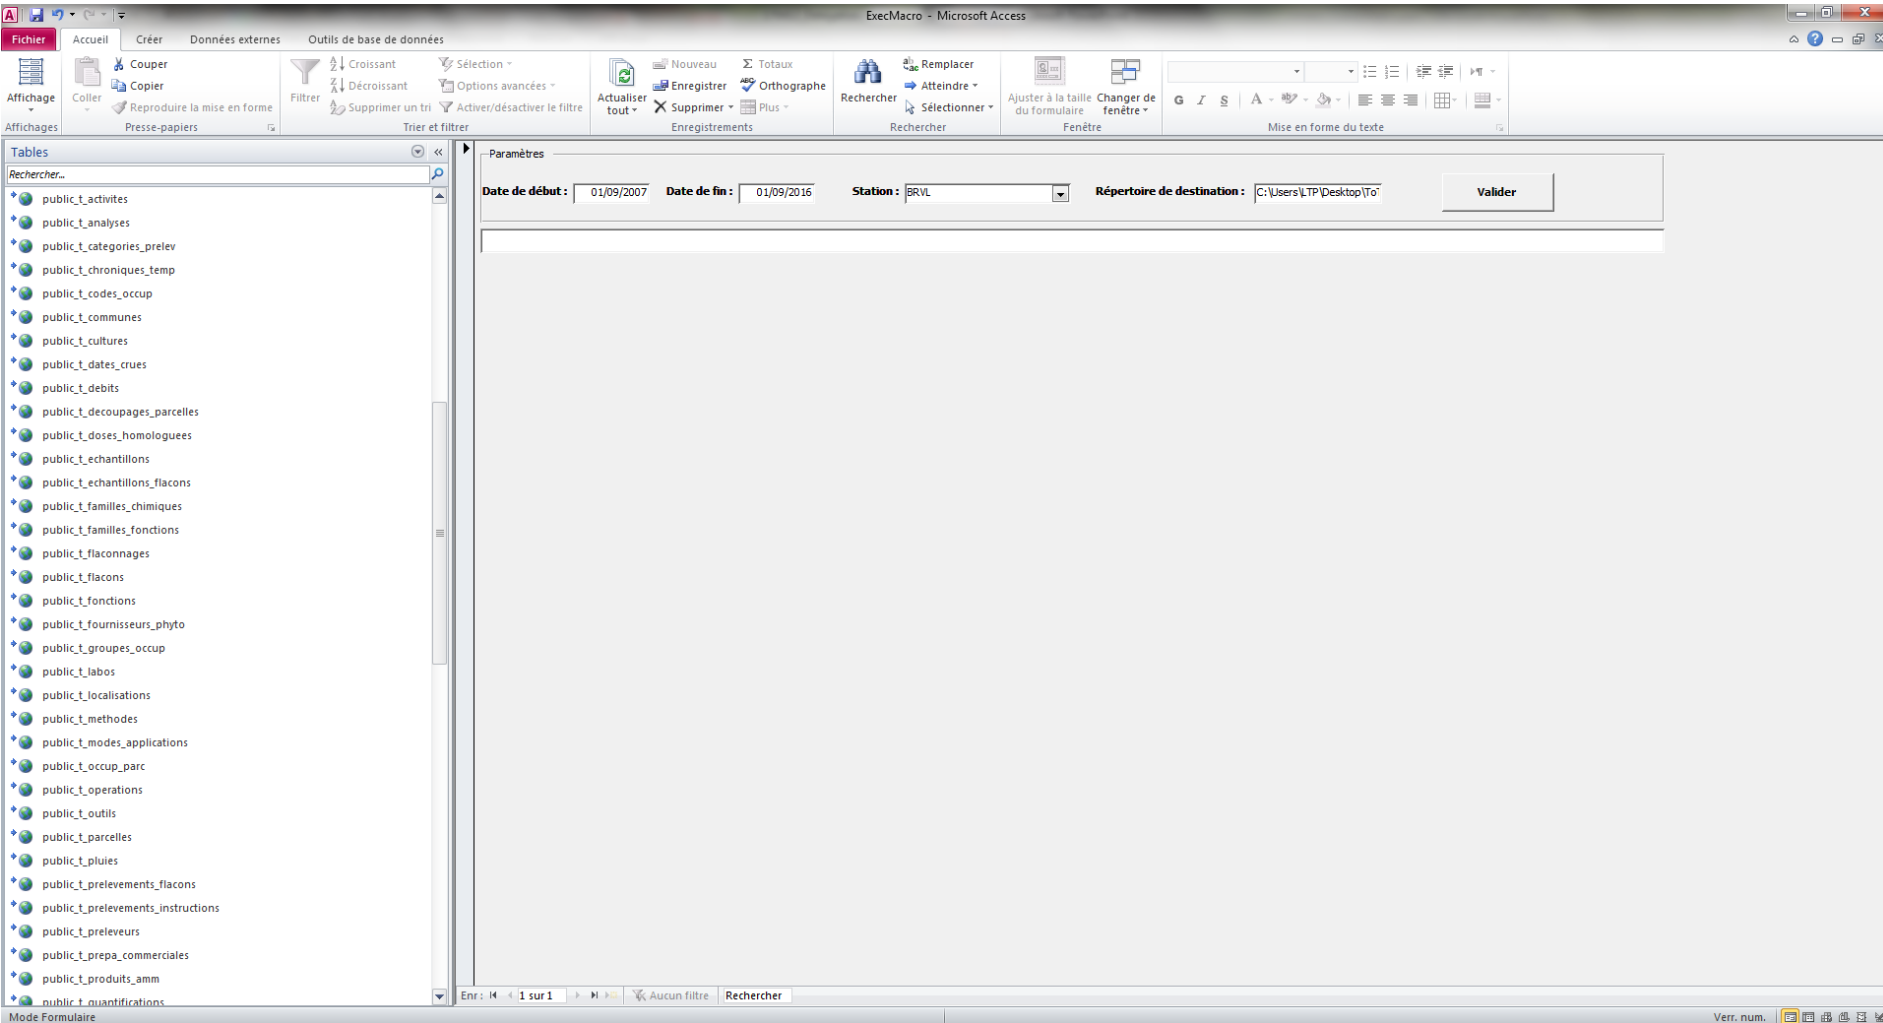 ExecMacro - Microsoft Access
Fichier Accueil Créer Données externes Outils de base de données
Affichage
Affichages
Coller
Couper
Copier
Reproduire la mise en forme
Presse-papiers
Filtrer
Croissant
Décroissant
Supprimer un tri
Sélection
Options avancées
Activer/désactiver le filtre
Trier et filtrer
Actualiser
tout
Nouveau
Enregistrer
Supprimer
Totaux
Orthographe
Plus
Enregistrements
Rechercher
Remplacer
Atteindre
Sélectionner
Rechercher
Ajuster à la taille
du formulaire
Changer de
fenêtre
Fenêtre
G I S A
Mise en forme du texte
Tables
Rechercher...
public_t_activites
public_t_analyses
public_t_categories_prelev
public_t_chroniques_temp
public_t_codes_occup
public_t_communes
public_t_cultures
public_t_dates_crues
public_t_debits
public_t_decoupages_parcelles
public_t_doses_homologuees
public_t_echantillons
public_t_echantillons_flacons
public_t_familles_chimiques
public_t_familles_fonctions
public_t_flaconnages
public_t_flacons
public_t_fonctions
public_t_fournisseurs_phyto
public_t_groupes_occup
public_t_labos
public_t_localisations
public_t_methodes
public_t_modes_applications
public_t_occup_parc
public_t_operations
public_t_outils
public_t_parcelles
public_t_pluies
public_t_prelevements_flacons
public_t_prelevements_instructions
public_t_preleveurs
public_t_prepa_commerciales
public_t_produits_amm
public_t_quantifications
Paramètres
Date de début : 01/09/2007 Date de fin : 01/09/2016 Station : BRVL Répertoire de destination : C:\Users\LTP\Desktop\To Valider
Enr : 1 sur 1 Aucun filtre Rechercher
Mode Formulaire Verr. num.